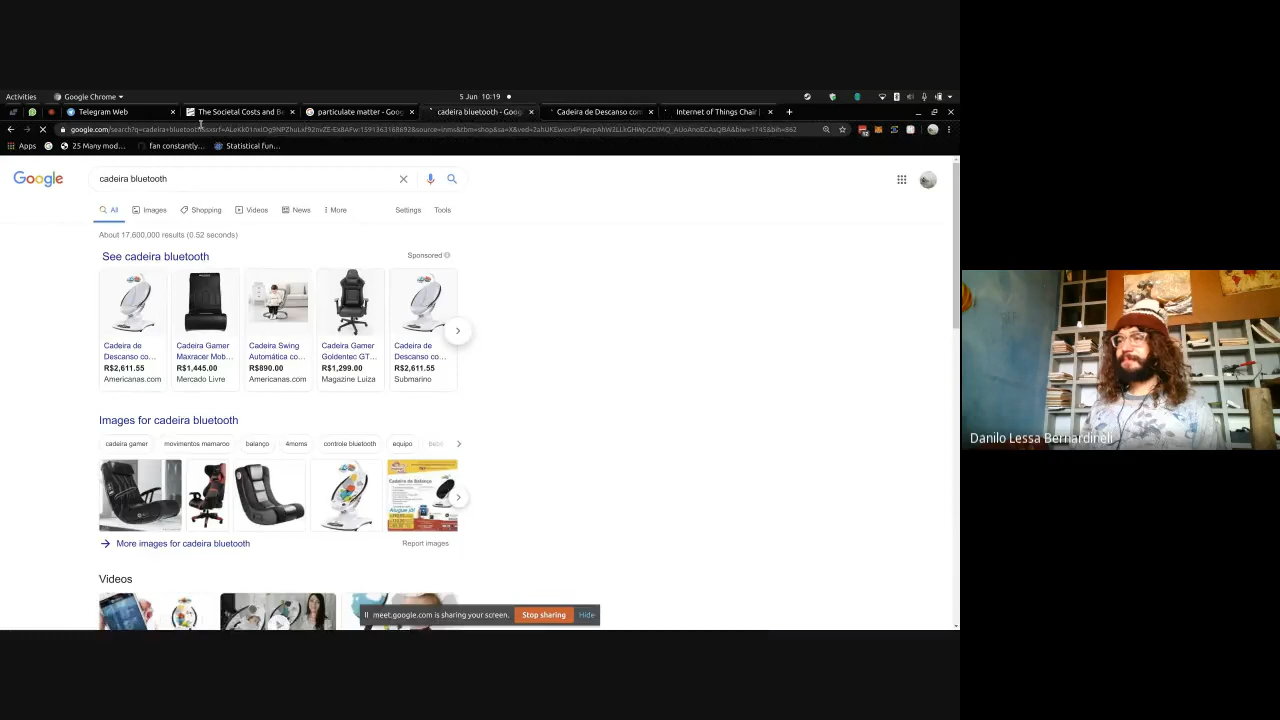 Activities
Google Chrome
5 Jun 10:19
Telegram Web
The Societal Costs and Be
particulate matter - Goog
cadeira bluetooth - Goog
Cadeira de Descanso com
Internet of Things Chair |
Apps
25 Many mod...
fan constantly...
Statistical fun...
Google
cadeira bluetooth
All
Images
Shopping
Videos
News
More
Settings
Tools
About 17,600,000 results (0.52 seconds)
See cadeira bluetooth
Sponsored
Cadeira de Descanso co...
R$2,611.55
Americanas.com
Cadeira Gamer Maxracer Mob...
R$1,445.00
Mercado Livre
Cadeira Swing Automática co...
R$890.00
Americanas.com
Cadeira Gamer Goldentec GT...
R$1,299.00
Magazine Luiza
Cadeira de Descanso co...
R$2,611.55
Submarino
Images for cadeira bluetooth
cadeira gamer
movimentos mamaroo
balanço
4moms
controle bluetooth
equipo
More images for cadeira bluetooth
Report images
Videos
meet.google.com is sharing your screen.
Stop sharing
Hide
Danilo Lessa Bernardineli